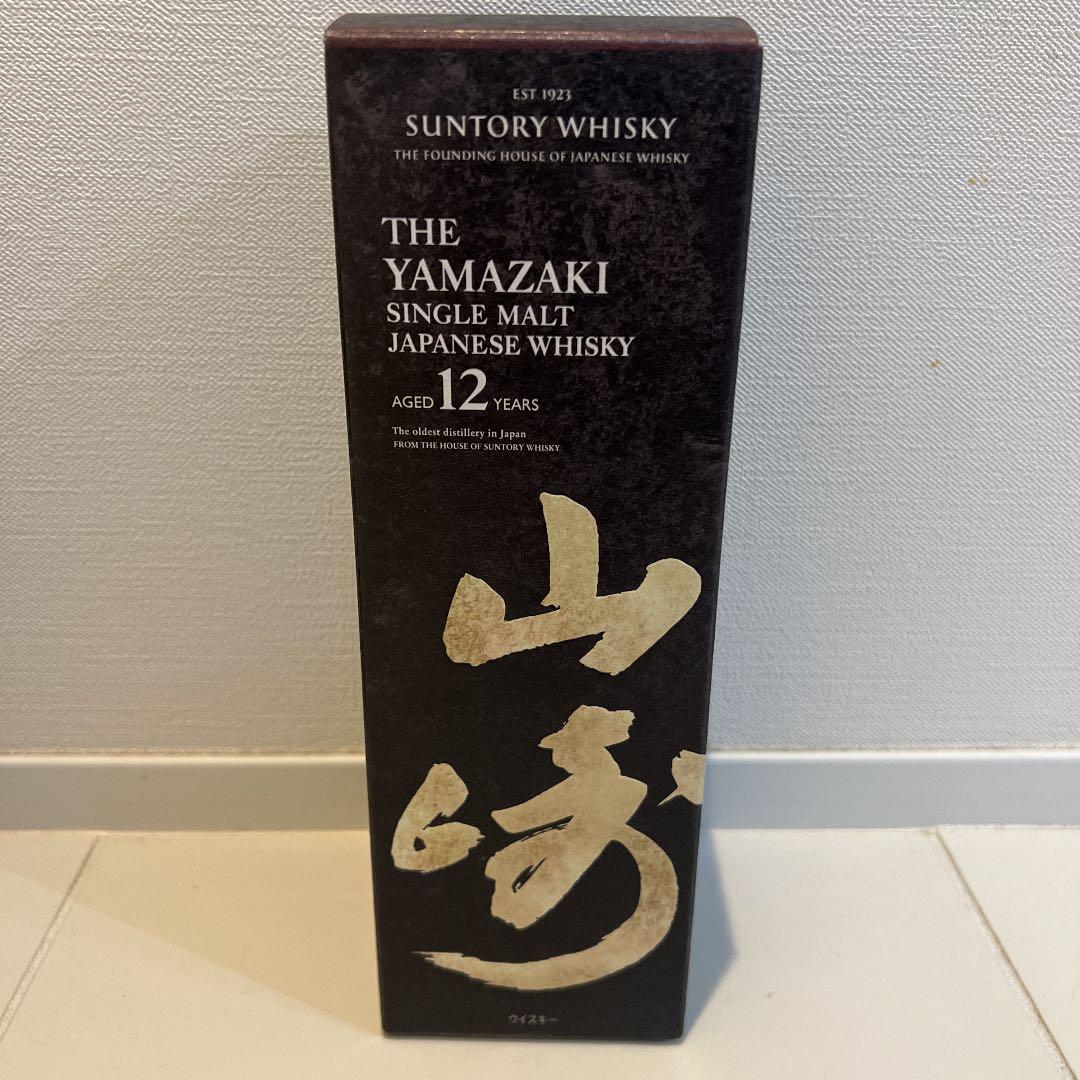 EST 1923
SUNTORY WHISKY
THE FOUNDING HOUSE OF JAPANESE WHISKY
THE
YAMAZAKI
SINGLE MALT
JAPANESE WHISKY
AGED 12 YEARS
The oldest distillery in Japan
FROM THE HOUSE OF SUNTORY WHISKY
山
崎
ウイスキー